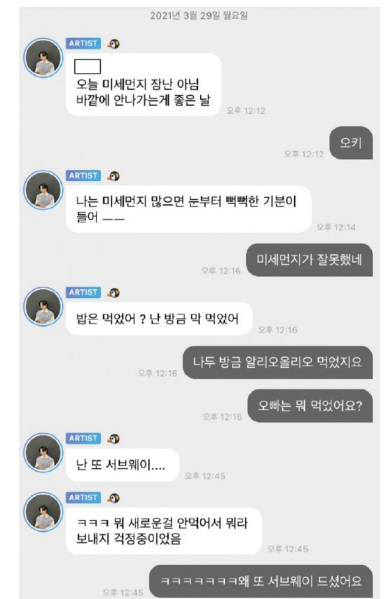 2021년 3월 29일 월요일
ARTIST
오늘 미세먼지 장난 아님
바깥에 안나가는게 좋은 날
오후 12:12
오키
오후 12:12
ARTIST
나는 미세먼지 많으면 눈부터 뻑뻑한 기분이
들어 ㅡㅡ
오후 12:14
미세먼지가 잘못했네
오후 12:16
ARTIST
밥은 먹었어 ? 난 방금 막 먹었어
오후 12:16
나두 방금 알리오올리오 먹었지요
오후 12:16
오빠는 뭐 먹었어요?
오후 12:16
ARTIST
난 또 서브웨이....
오후 12:45
ARTIST
ㅋㅋㅋ 뭐 새로운걸 안먹어서 뭐라
보내지 걱정중이었음
오후 12:45
ㅋㅋㅋㅋㅋㅋㅋ왜 또 서브웨이 드셨어요
오후 12:45